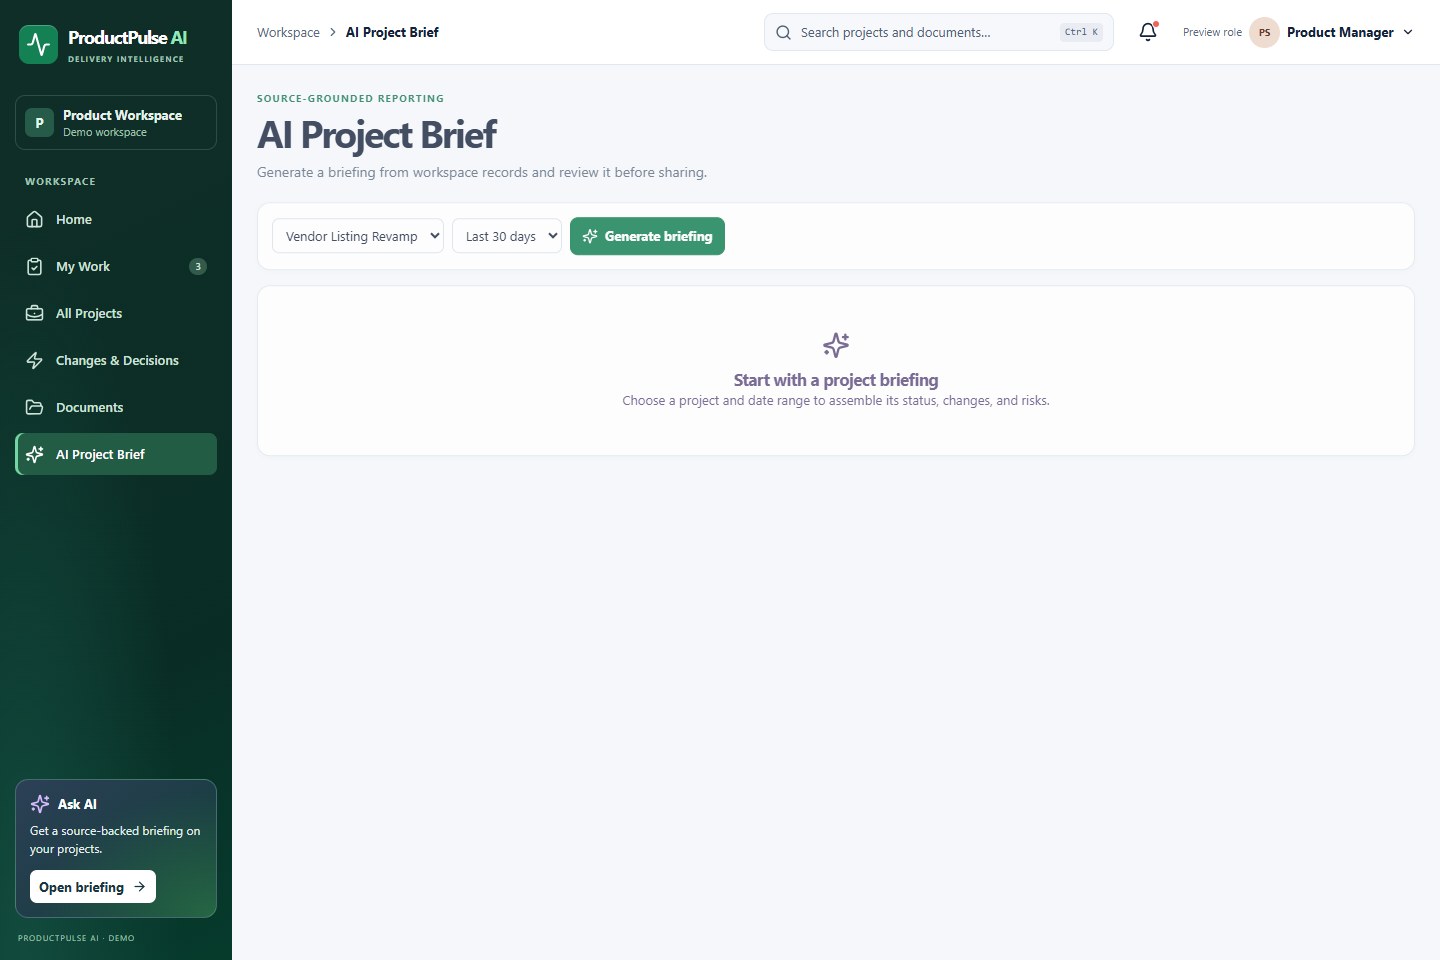 ProductPulse AI
DELIVERY INTELLIGENCE
P
Product Workspace
Demo workspace
WORKSPACE
Home
My Work
3
All Projects
Changes & Decisions
Documents
AI Project Brief
Ask AI
Get a source-backed briefing on
your projects.
Open briefing
PRODUCTPULSE AI · DEMO
Workspace
AI Project Brief
Search projects and documents...
Ctrl K
Preview role
PS
Product Manager
SOURCE-GROUNDED REPORTING
AI Project Brief
Generate a briefing from workspace records and review it before sharing.
Vendor Listing Revamp
Last 30 days
Generate briefing
Start with a project briefing
Choose a project and date range to assemble its status, changes, and risks.